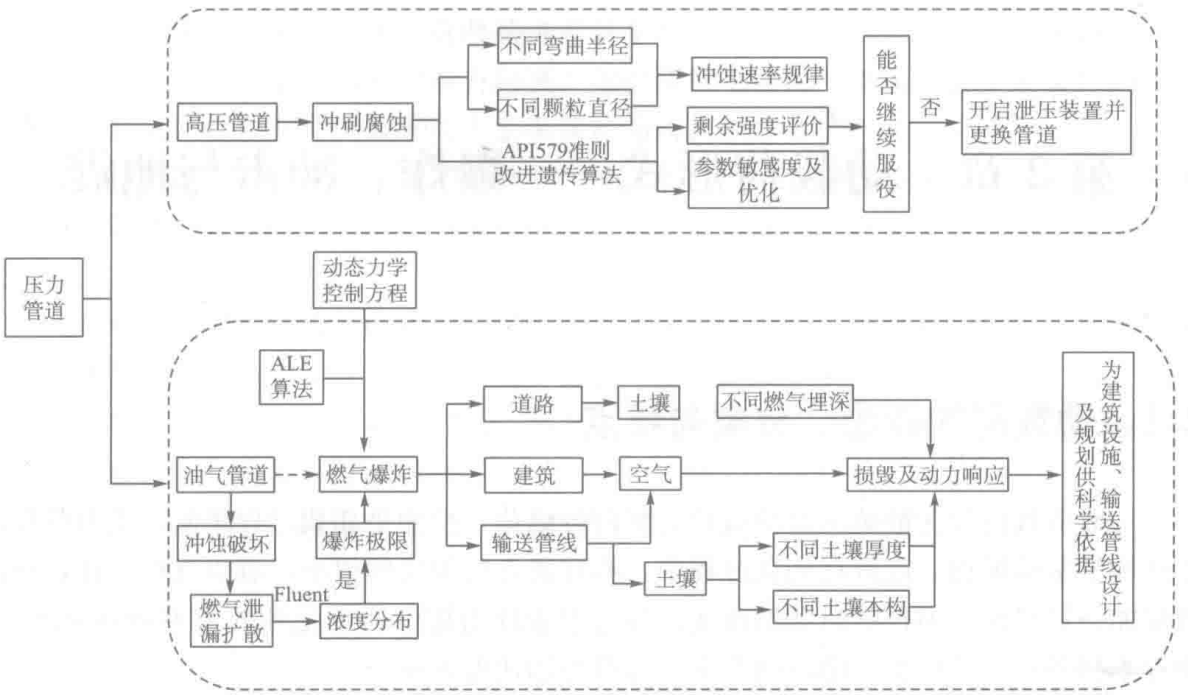 压力
管道
高压管道
冲刷腐蚀
不同弯曲半径
不同颗粒直径
冲蚀速率规律
API579准则
改进遗传算法
剩余强度评价
参数敏感度及
优化
能否继续服役
否
开启泄压装置并
更换管道
动态力学
控制方程
ALE
算法
油气管道
冲蚀破坏
燃气泄
漏扩散
Fluent
浓度分布
是
爆炸极限
燃气爆炸
道路
土壤
不同燃气埋深
建筑
空气
损毁及动力响应
输送管线
土壤
不同土壤厚度
不同土壤本构
为建筑设施、输送管线设计
及规划供科学依据